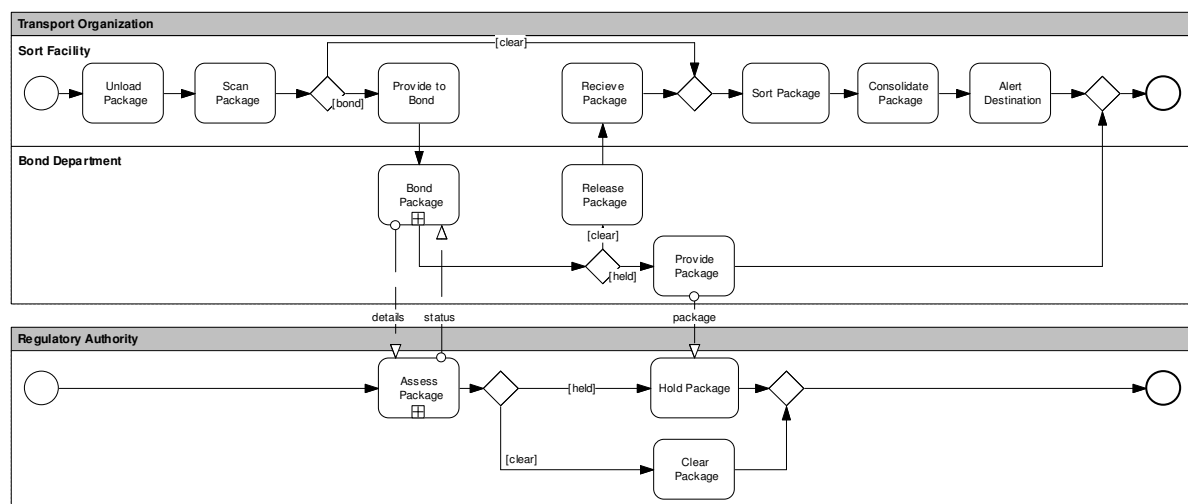 Transport Organization
Sort Facility
[clear]
Unload
Package
Scan
Package
[bond]
Provide to
Bond
Recieve
Package
Sort Package
Consolidate
Package
Alert
Destination
Bond Department
Bond
Package
Release
Package
[clear]
[held]
Provide
Package
details
status
package
Regulatory Authority
Assess
Package
[held]
Hold Package
[clear]
Clear
Package